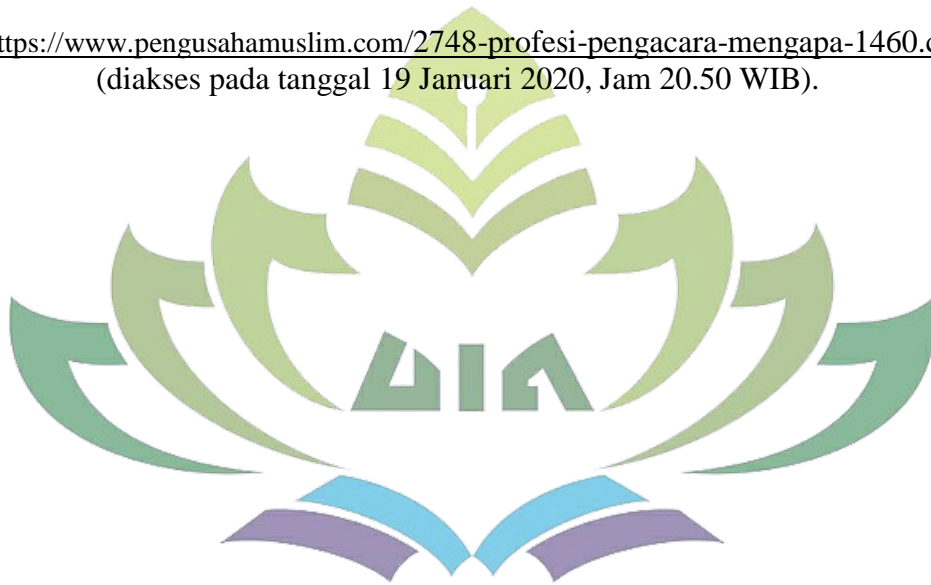 ttps://www.pengusahamuslim.com/2748-profesi-pengacara-mengapa-1460.c
(diakses pada tanggal 19 Januari 2020, Jam 20.50 WIB).
UIN